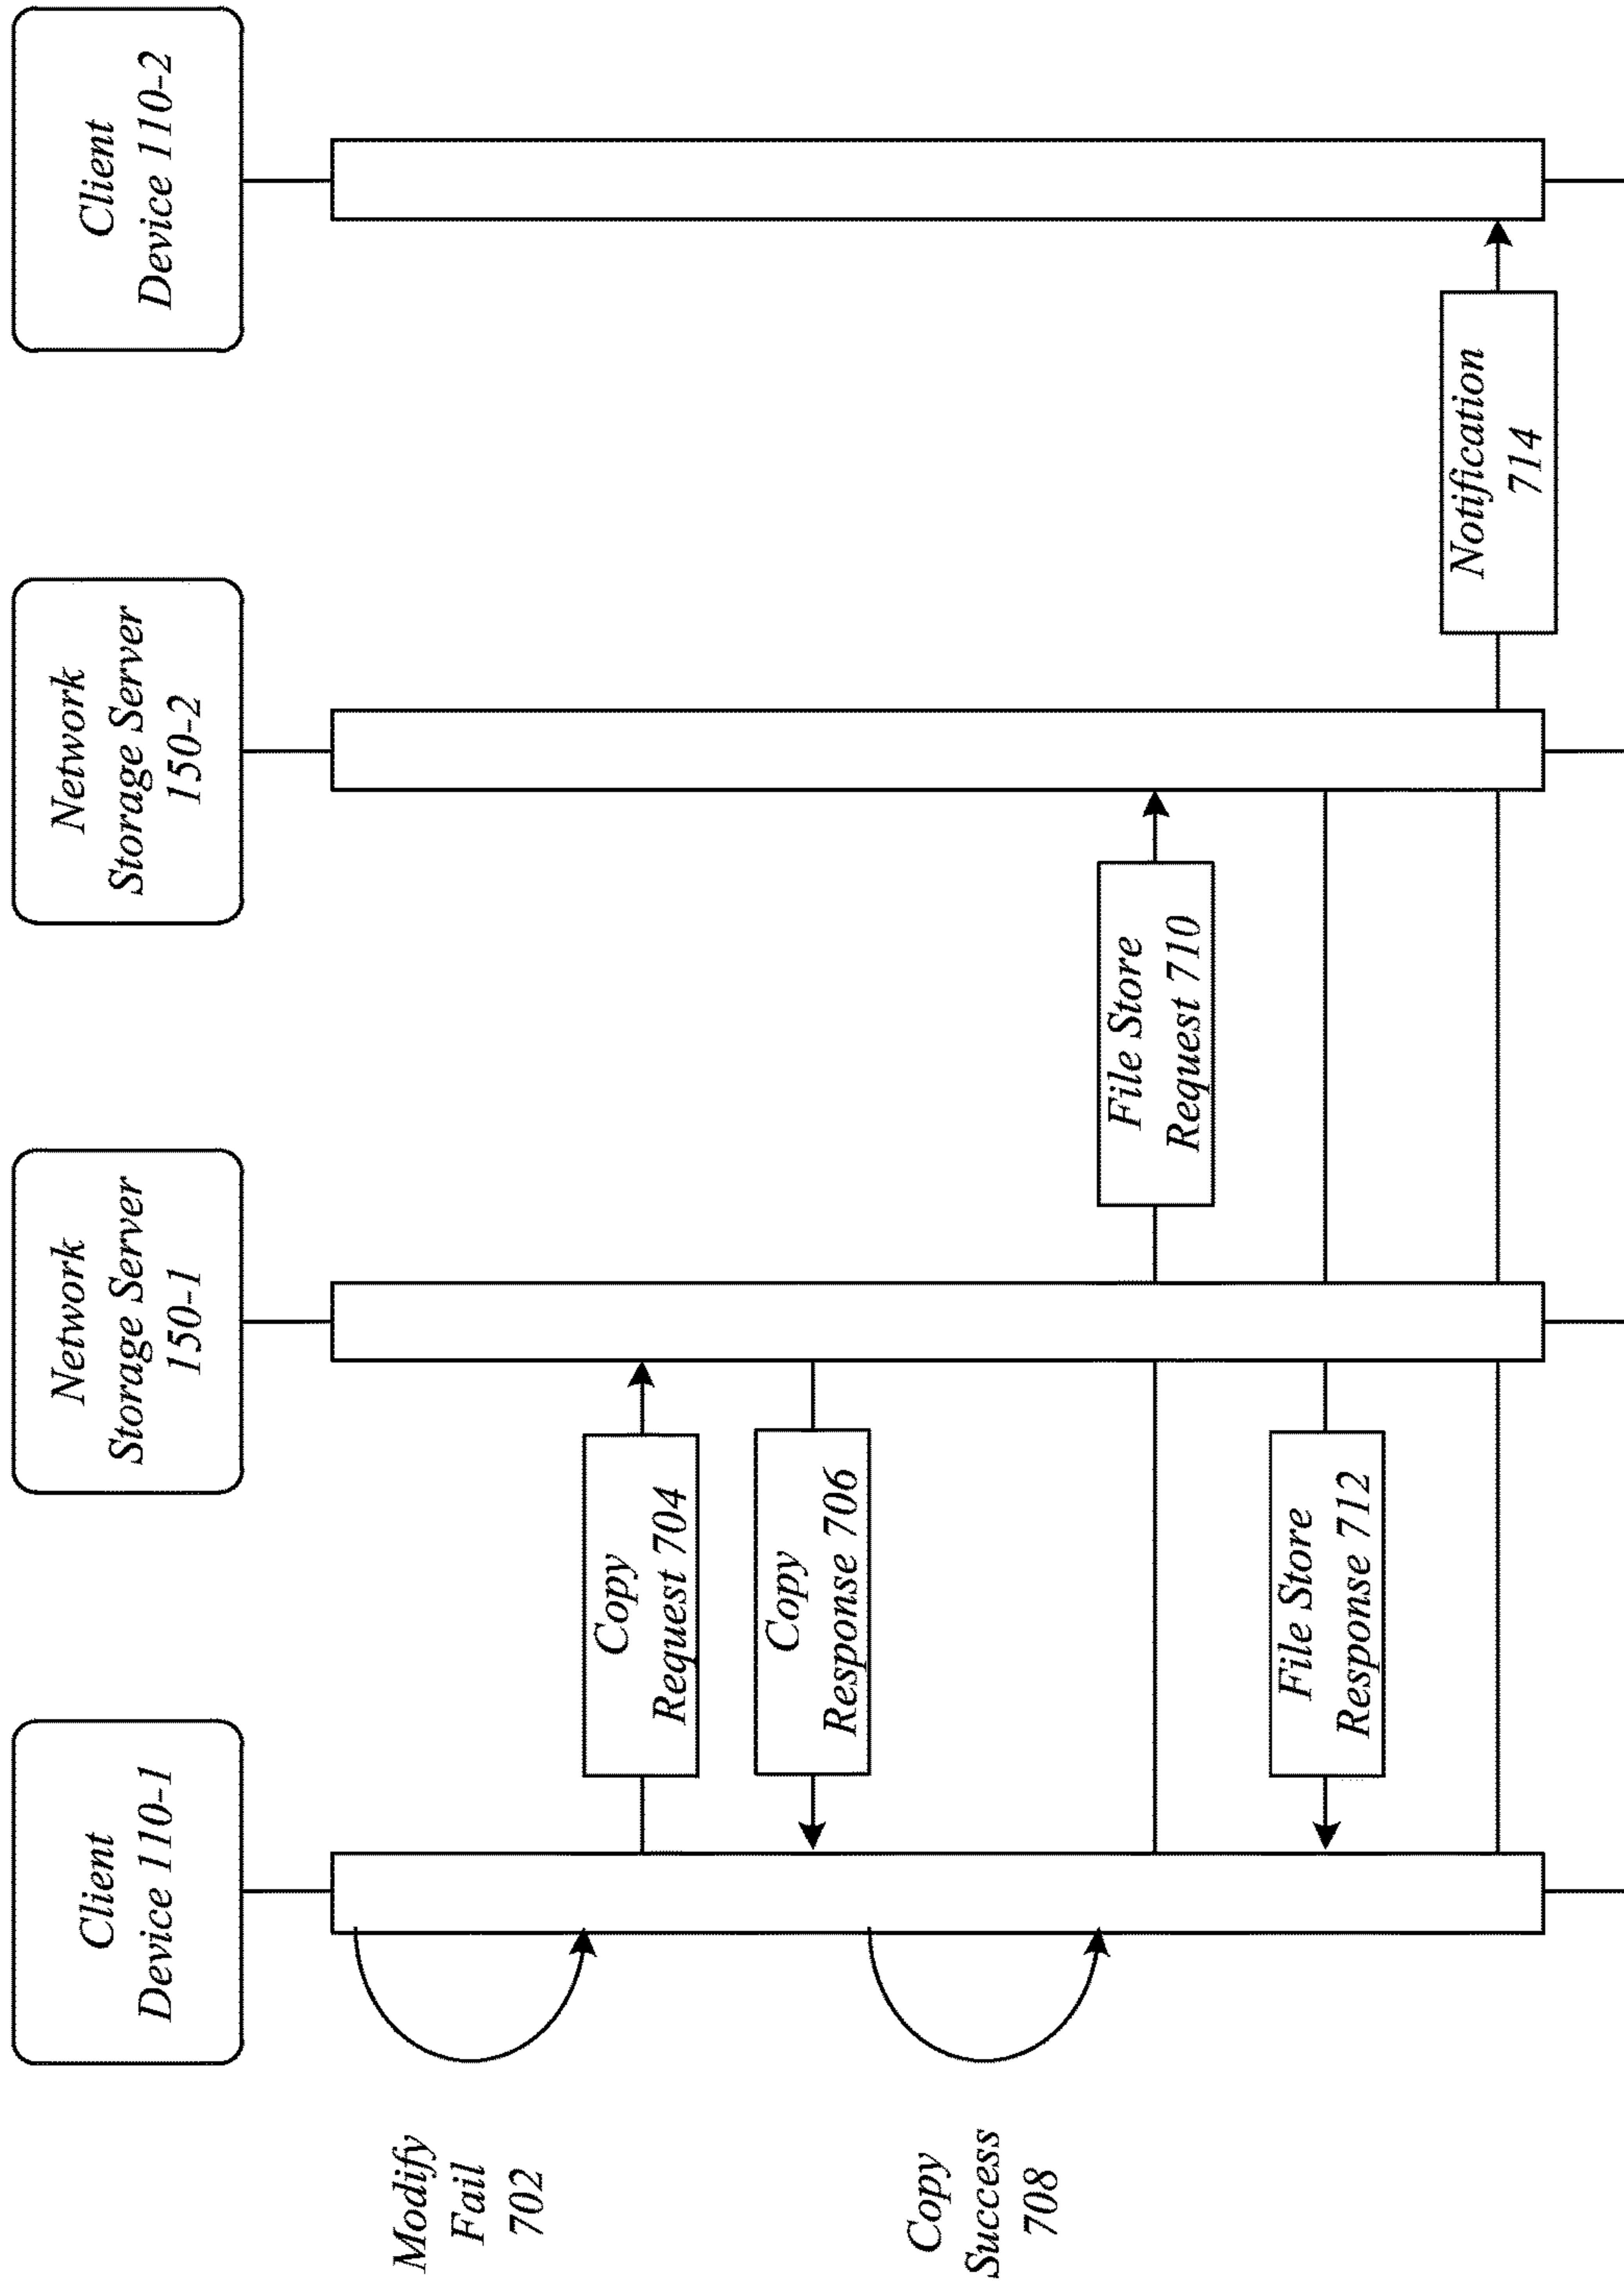 Client
Device 110-1
Network
Storage Server
150-1
Network
Storage Server
150-2
Client
Device 110-2
Modify
Fail
702
Copy
Request 704
Copy
Response 706
Copy
Success
708
File Store
Request 710
File Store
Response 712
Notification
714